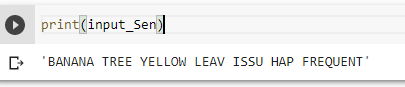 print(input_Sen)
'BANANA TREE YELLOW LEAV ISSU HAP FREQUENT'